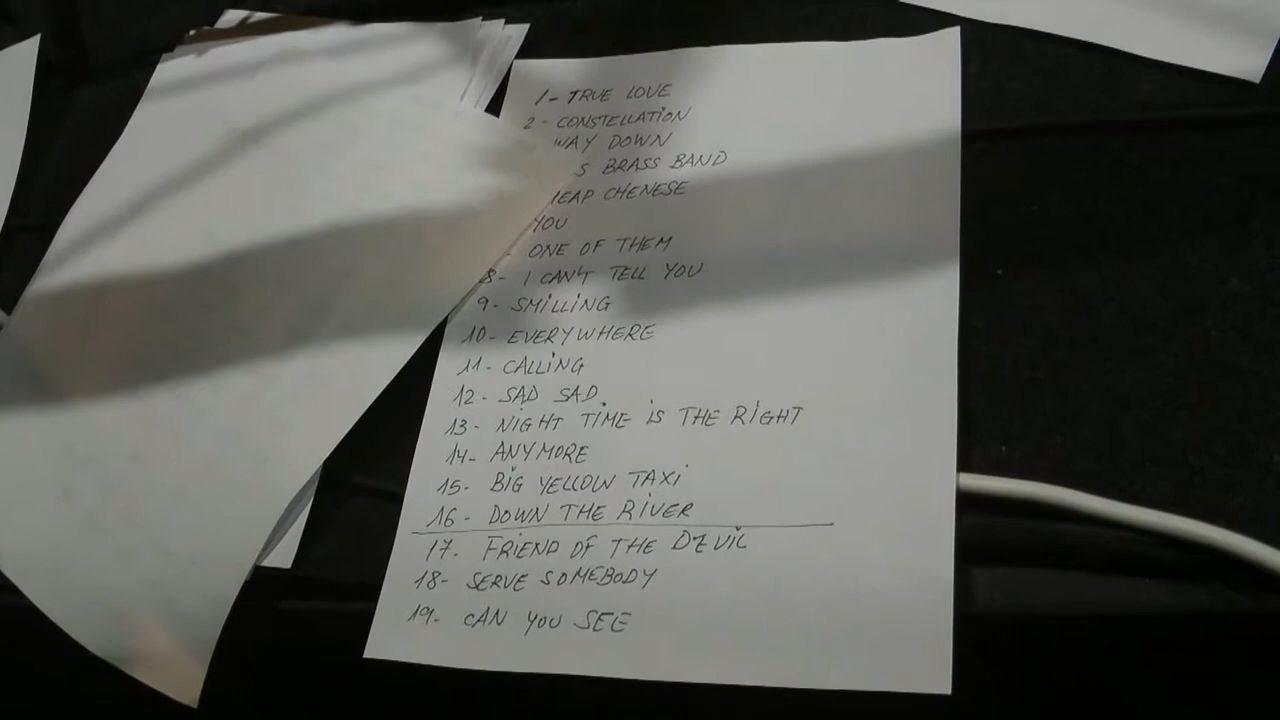 1- TRUE LOVE
2- CONSTELLATION
WAY DOWN
S BRASS BAND
HEAP CHENESE
YOU
- ONE OF THEM
8- I CAN'T TELL YOU
9- SMILLING
10- EVERYWHERE
11- CALLING
12- SAD SAD
13- NIGHT TIME IS THE RIGHT
14- ANYMORE
15- BIG YELLOW TAXI
16- DOWN THE RIVER
17- FRIEND OF THE DEVIL
18- SERVE SOMEBODY
19- CAN YOU SEE